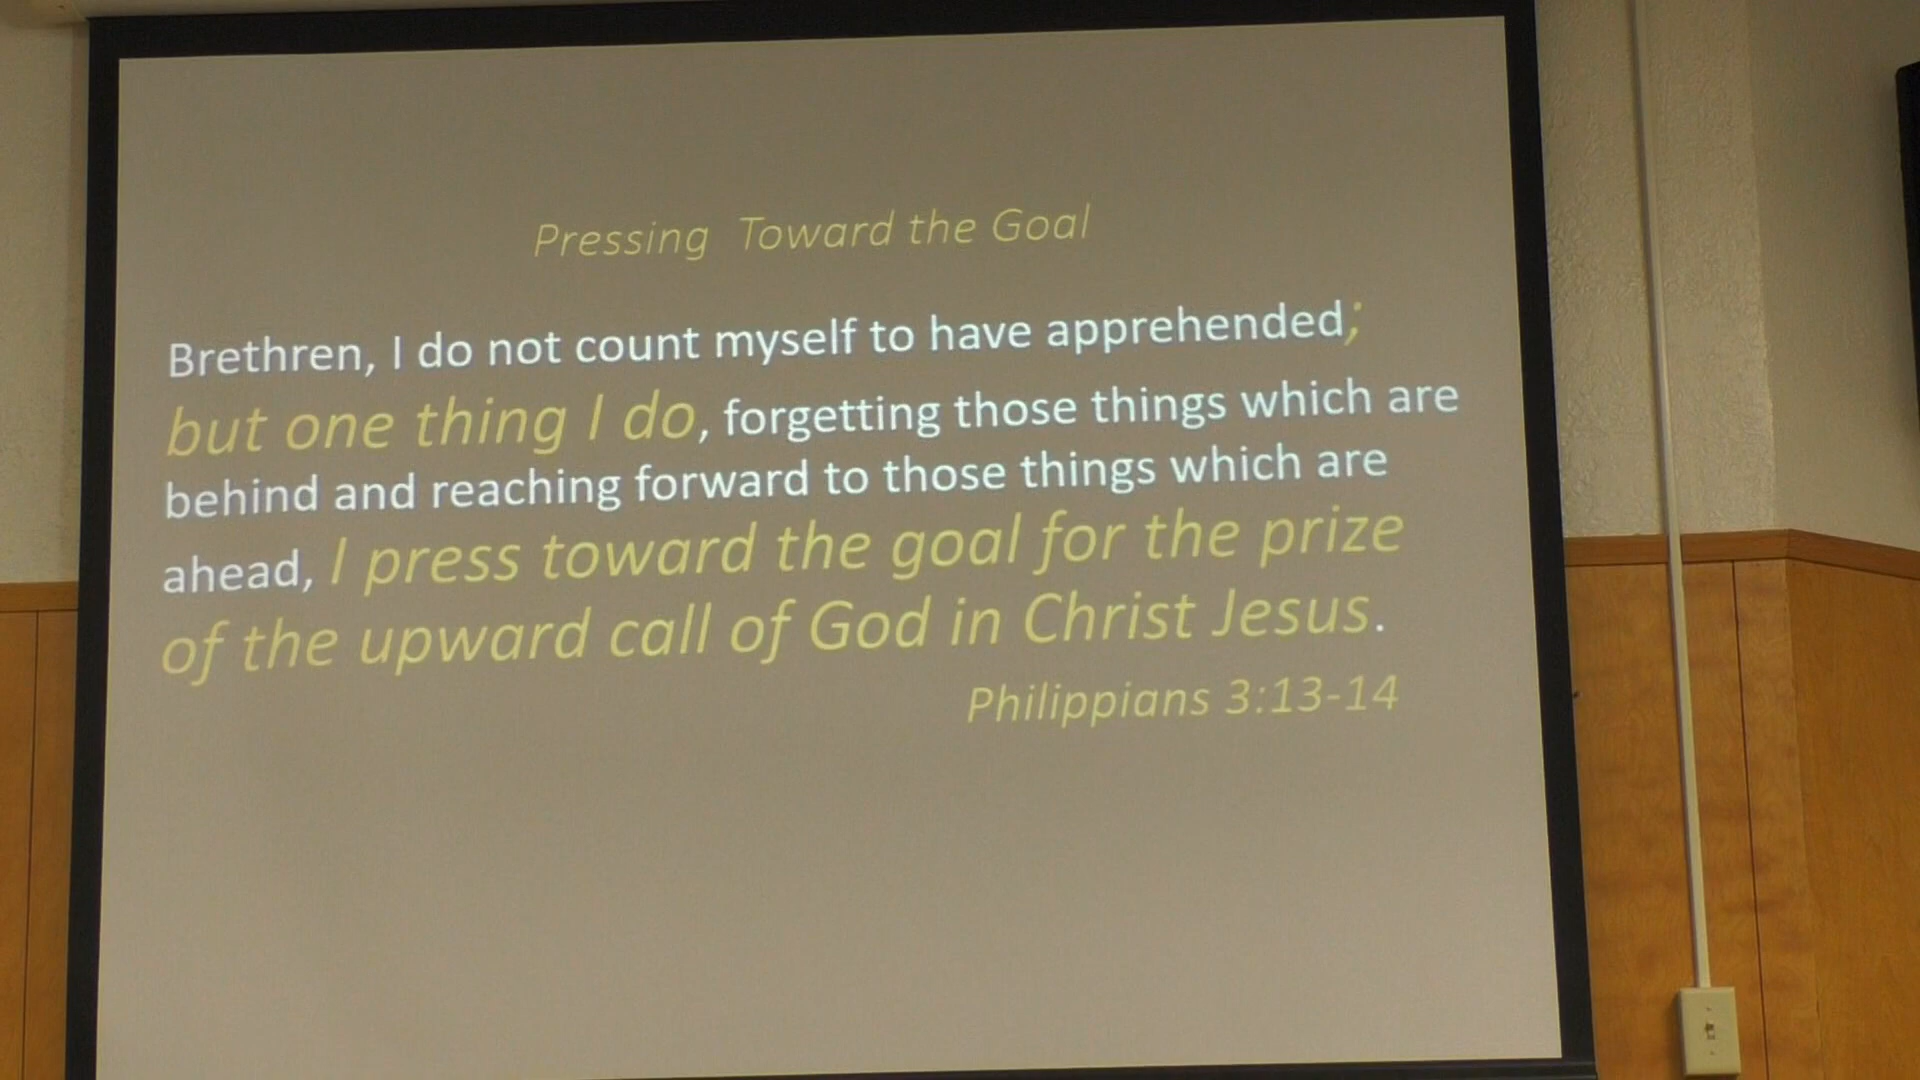 Pressing  Toward the Goal
Brethren, I do not count myself to have apprehended;
but one thing I do, forgetting those things which are
behind and reaching forward to those things which are
ahead, I press toward the goal for the prize
of the upward call of God in Christ Jesus.
Philippians 3:13-14